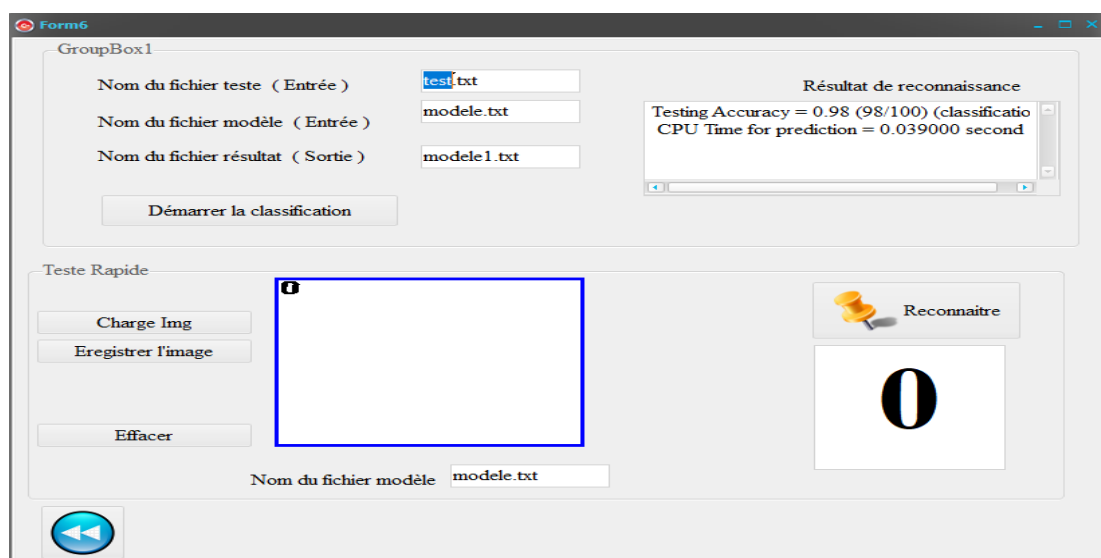 Form6
GroupBox1
Nom du fichier teste ( Entrée )
test.txt
Nom du fichier modèle ( Entrée )
modele.txt
Nom du fichier résultat ( Sortie )
modele1.txt
Démarrer la classification
Résultat de reconnaissance
Testing Accuracy = 0.98 (98/100) (classificatio
CPU Time for prediction = 0.039000 second
Teste Rapide
0
Charge Img
Eregistrer l'image
Effacer
Nom du fichier modèle
modele.txt
Reconnaitre
0